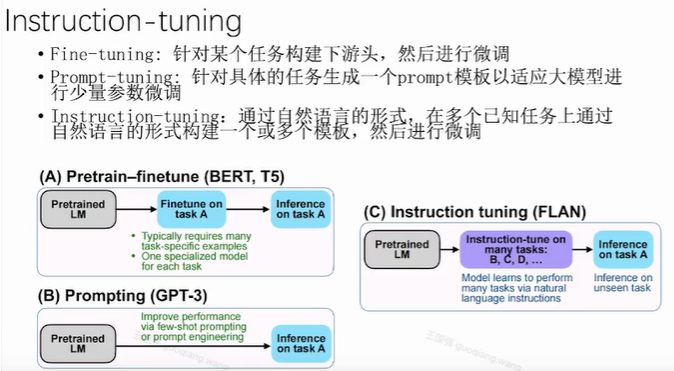 Instruction-tuning
• Fine-tuning: 针对某个任务构建下游头，然后进行微调
• Prompt-tuning: 针对具体的任务生成一个prompt模板以适应大模型进
行少量参数微调
• Instruction-tuning: 通过自然语言的形式，在多个已知任务上通过
自然语言的形式构建一个或多个模板，然后进行微调
(A) Pretrain–finetune (BERT, T5)
Pretrained
LM
Finetune on
task A
Inference
on task A
• Typically requires many
task-specific examples
• One specialized model
for each task
(B) Prompting (GPT-3)
Pretrained
LM
Improve performance
via few-shot prompting
or prompt engineering
Inference
on task A
(C) Instruction tuning (FLAN)
Pretrained
LM
Instruction-tune on
many tasks:
B, C, D, …
Inference
on task A
Model learns to perform
many tasks via natural
language instructions
Inference on
unseen task
王国强 guoqiang.wang